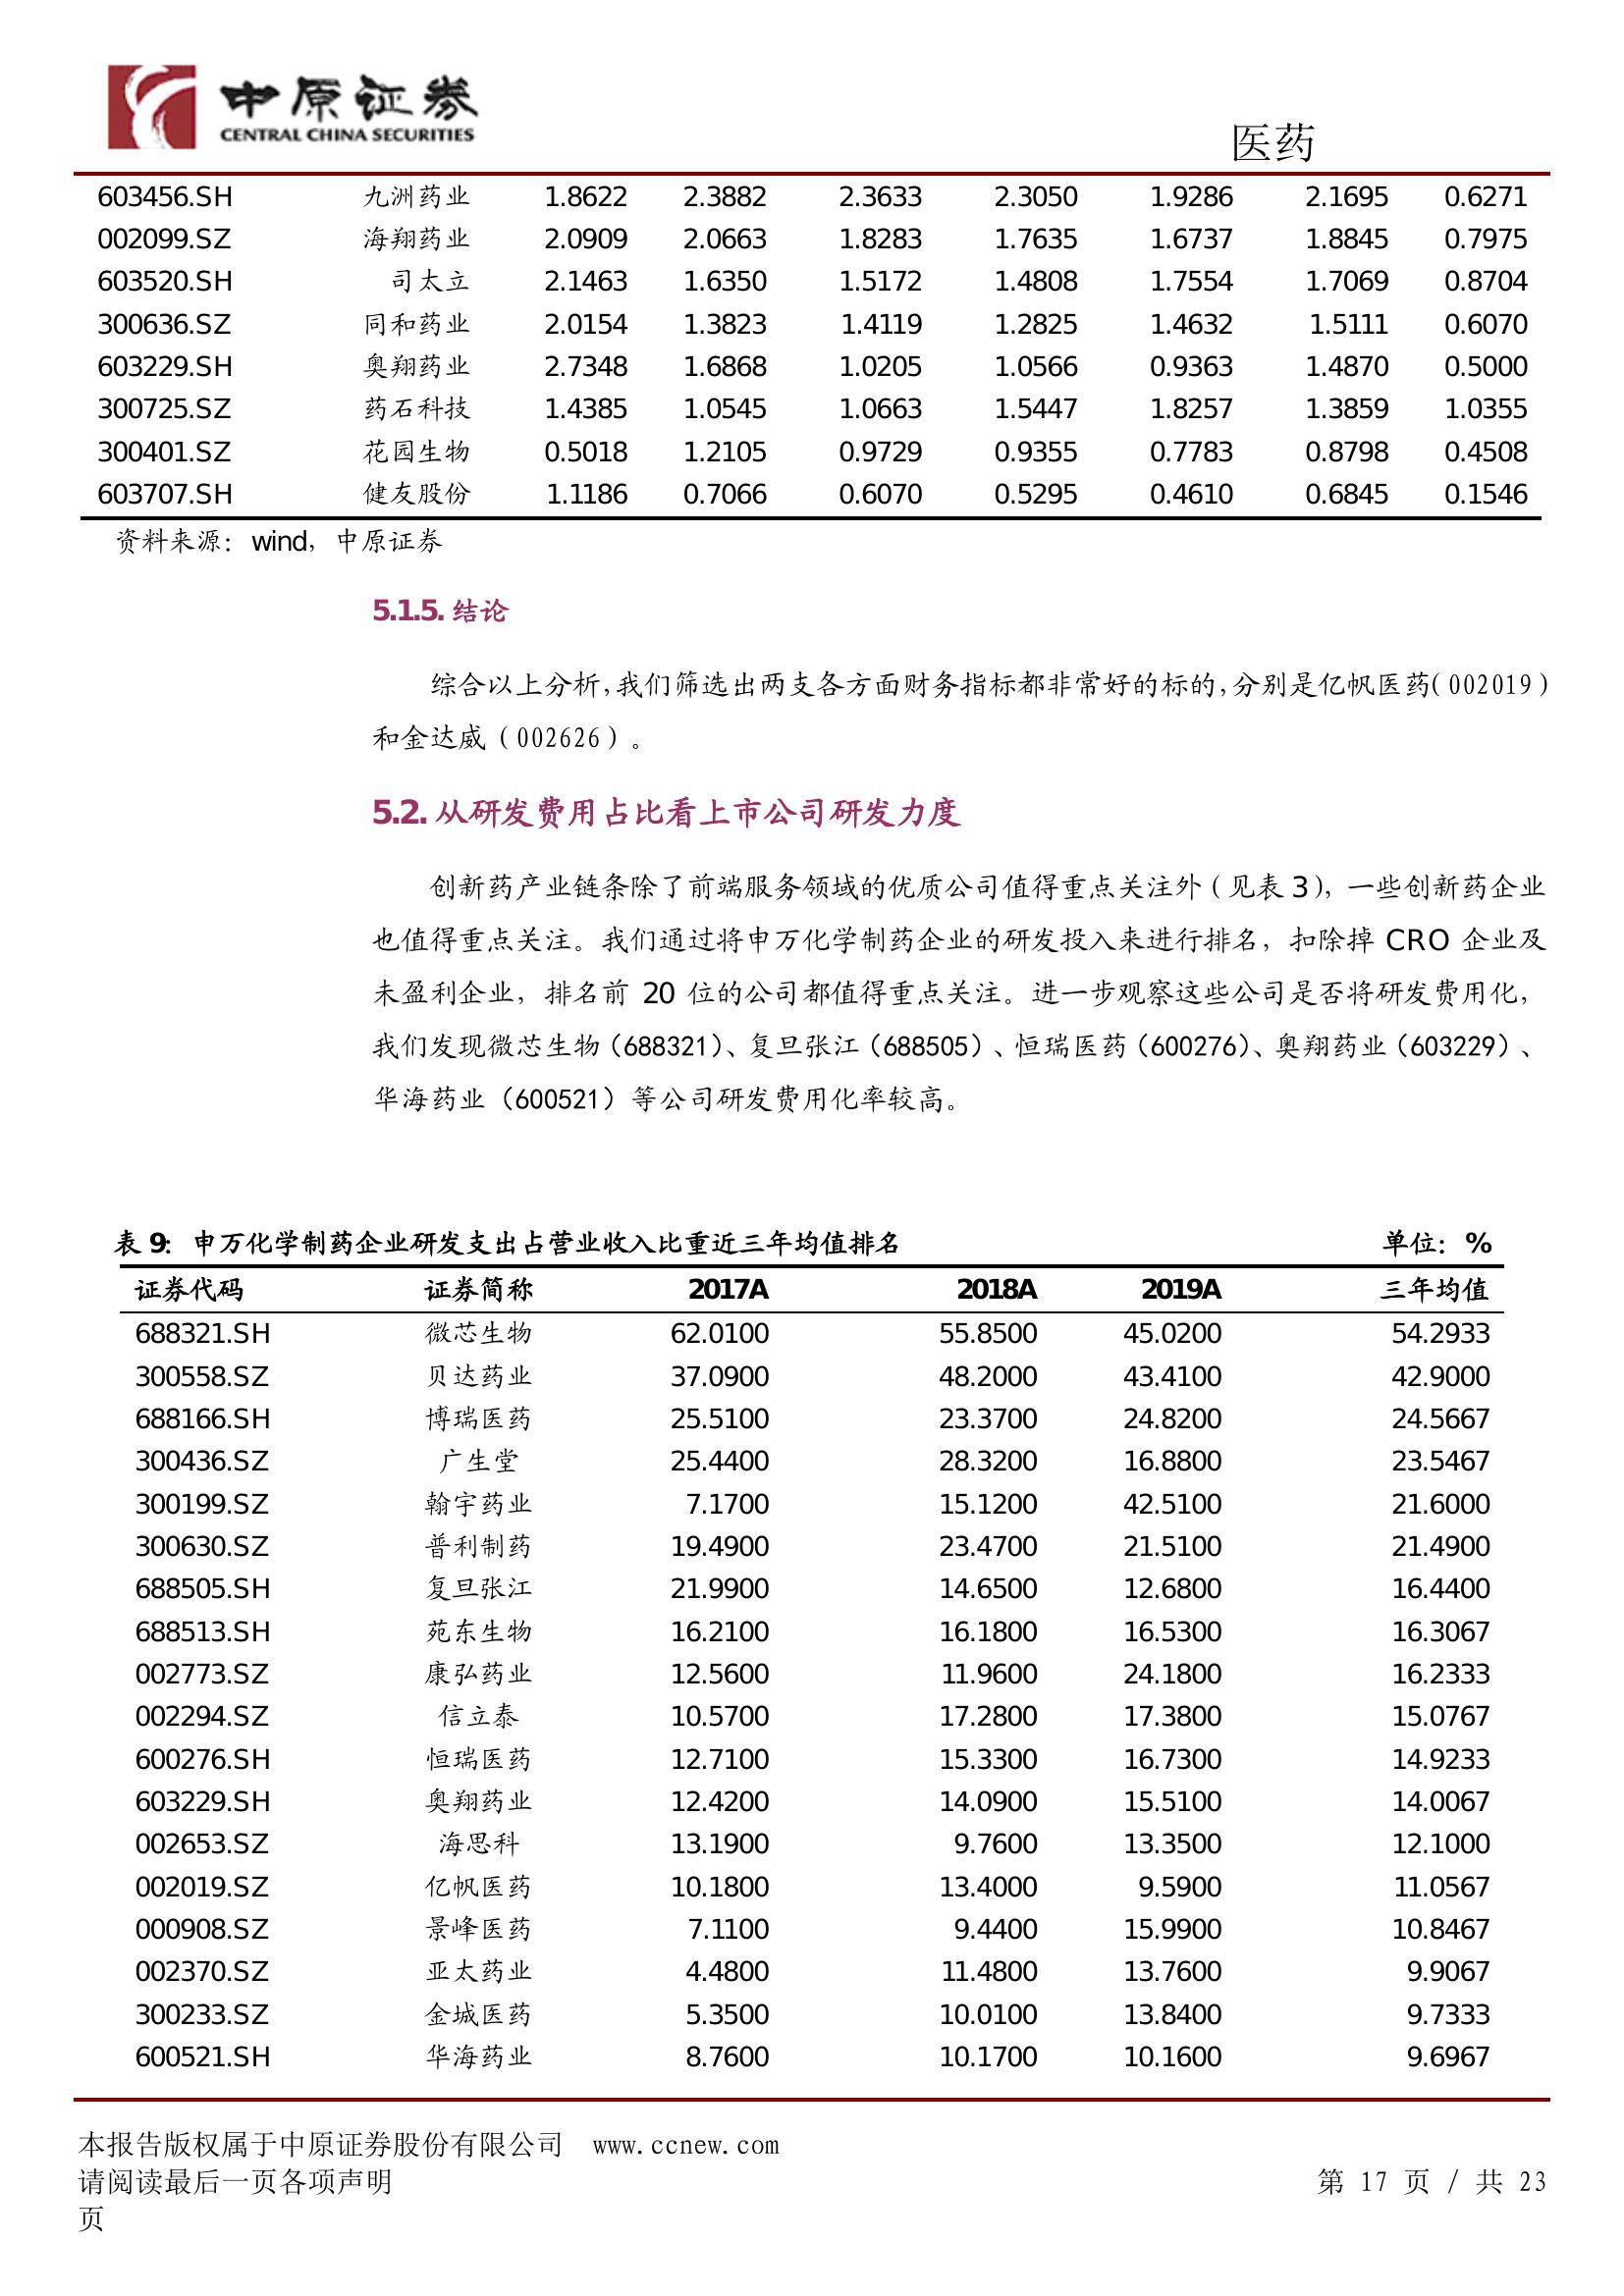 中原证券
CENTRAL CHINA SECURITIES
医药
603456.SH 九洲药业 1.8622 2.3882 2.3633 2.3050 1.9286 2.1695 0.6271
002099.SZ 海翔药业 2.0909 2.0663 1.8283 1.7635 1.6737 1.8845 0.7975
603520.SH 司太立 2.1463 1.6350 1.5172 1.4808 1.7554 1.7069 0.8704
300636.SZ 同和药业 2.0154 1.3823 1.4119 1.2825 1.4632 1.5111 0.6070
603229.SH 奥翔药业 2.7348 1.6868 1.0205 1.0566 0.9363 1.4870 0.5000
300725.SZ 药石科技 1.4385 1.0545 1.0663 1.5447 1.8257 1.3859 1.0355
300401.SZ 花园生物 0.5018 1.2105 0.9729 0.9355 0.7783 0.8798 0.4508
603707.SH 健友股份 1.1186 0.7066 0.6070 0.5295 0.4610 0.6845 0.1546
资料来源：wind，中原证券
5.1.5. 结论
综合以上分析，我们筛选出两支各方面财务指标都非常好的标的，分别是亿帆医药（002019）
和金达威（002626）。
5.2. 从研发费用占比看上市公司研发力度
创新药产业链条除了前端服务领域的优质公司值得重点关注外（见表 3），一些创新药企业
也值得重点关注。我们通过将申万化学制药企业的研发投入来进行排名，扣除掉 CRO 企业及
未盈利企业，排名前 20 位的公司都值得重点关注。进一步观察这些公司是否将研发费用化，
我们发现微芯生物（688321）、复旦张江（688505）、恒瑞医药（600276）、奥翔药业（603229）、
华海药业（600521）等公司研发费用化率较高。
表 9：申万化学制药企业研发支出占营业收入比重近三年均值排名 单位：%
证券代码 证券简称 2017A 2018A 2019A 三年均值
688321.SH 微芯生物 62.0100 55.8500 45.0200 54.2933
300558.SZ 贝达药业 37.0900 48.2000 43.4100 42.9000
688166.SH 博瑞医药 25.5100 23.3700 24.8200 24.5667
300436.SZ 广生堂 25.4400 28.3200 16.8800 23.5467
300199.SZ 翰宇药业 7.1700 15.1200 42.5100 21.6000
300630.SZ 普利制药 19.4900 23.4700 21.5100 21.4900
688505.SH 复旦张江 21.9900 14.6500 12.6800 16.4400
688513.SH 苑东生物 16.2100 16.1800 16.5300 16.3067
002773.SZ 康弘药业 12.5600 11.9600 24.1800 16.2333
002294.SZ 信立泰 10.5700 17.2800 17.3800 15.0767
600276.SH 恒瑞医药 12.7100 15.3300 16.7300 14.9233
603229.SH 奥翔药业 12.4200 14.0900 15.5100 14.0067
002653.SZ 海思科 13.1900 9.7600 13.3500 12.1000
002019.SZ 亿帆医药 10.1800 13.4000 9.5900 11.0567
000908.SZ 景峰医药 7.1100 9.4400 15.9900 10.8467
002370.SZ 亚太药业 4.4800 11.4800 13.7600 9.9067
300233.SZ 金城医药 5.3500 10.0100 13.8400 9.7333
600521.SH 华海药业 8.7600 10.1700 10.1600 9.6967
本报告版权属于中原证券股份有限公司 www.ccnew.com
请阅读最后一页各项声明 第 17 页 / 共 23
页